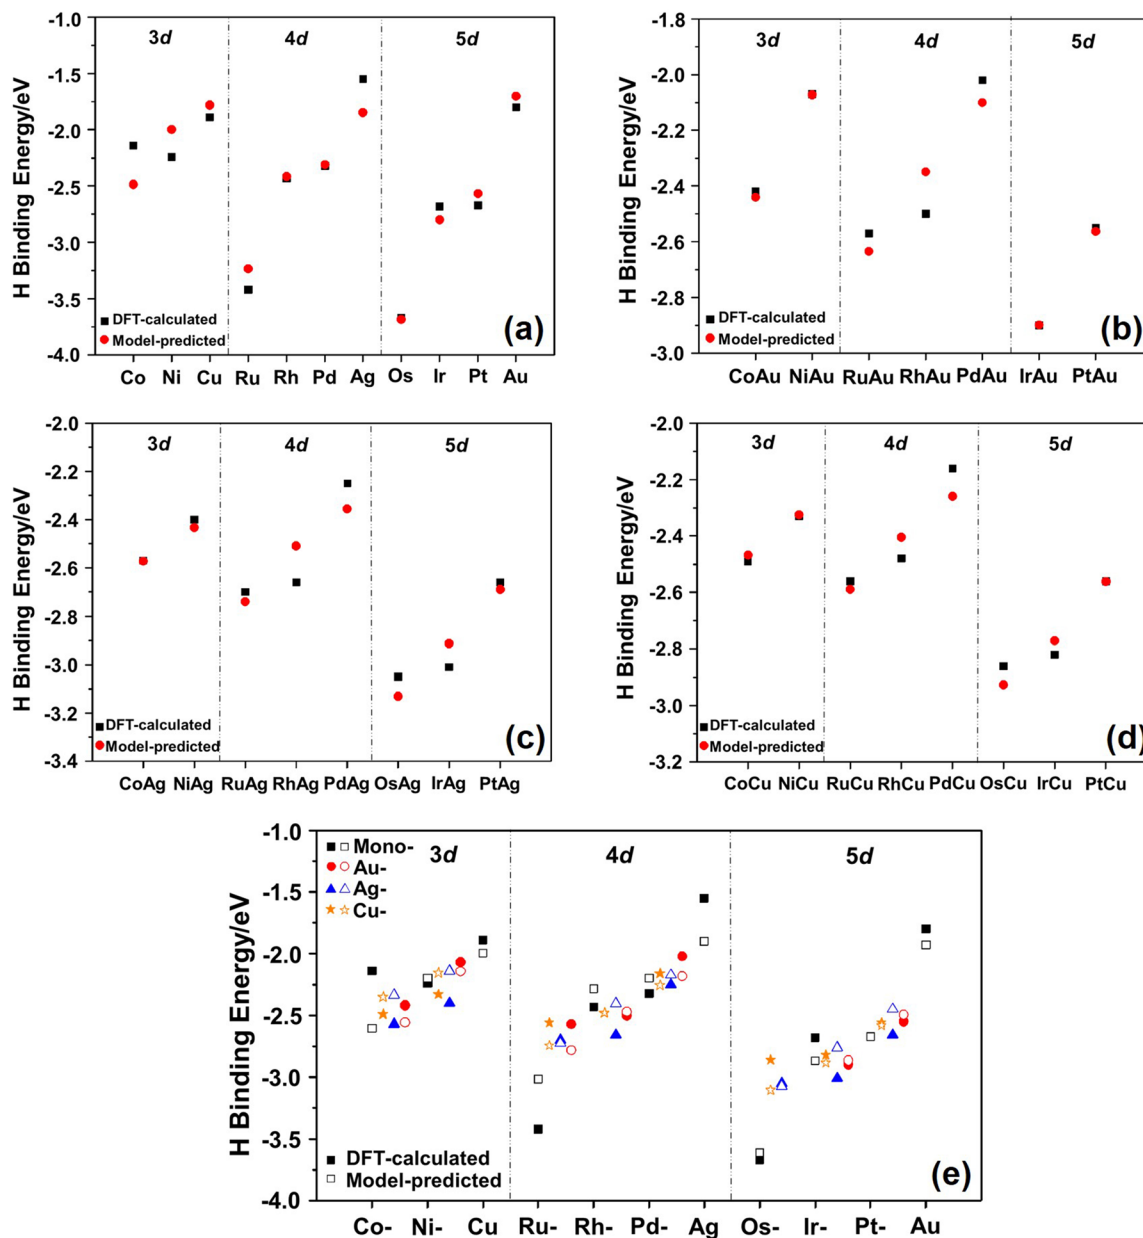 -1.0
-1.5
-2.0
-2.5
-3.0
-3.5
-4.0
H Binding Energy/eV
3d
4d
5d
DFT-calculated
Model-predicted
(a)
Co Ni Cu Ru Rh Pd Ag Os Ir Pt Au
-1.8
-2.0
-2.2
-2.4
-2.6
-2.8
-3.0
H Binding Energy/eV
3d
4d
5d
DFT-calculated
Model-predicted
(b)
CoAu NiAu RuAu RhAu PdAu IrAu PtAu
-2.0
-2.2
-2.4
-2.6
-2.8
-3.0
-3.2
-3.4
H Binding Energy/eV
3d
4d
5d
DFT-calculated
Model-predicted
(c)
CoAg NiAg RuAg RhAg PdAg OsAg IrAg PtAg
-2.0
-2.2
-2.4
-2.6
-2.8
-3.0
-3.2
H Binding Energy/eV
3d
4d
5d
DFT-calculated
Model-predicted
(d)
CoCu NiCu RuCu RhCu PdCu OsCu IrCu PtCu
-1.0
-1.5
-2.0
-2.5
-3.0
-3.5
-4.0
H Binding Energy/eV
Mono-
Au-
Ag-
Cu-
3d
4d
5d
DFT-calculated
Model-predicted
(e)
Co- Ni- Cu Ru- Rh- Pd- Ag Os- Ir- Pt- Au